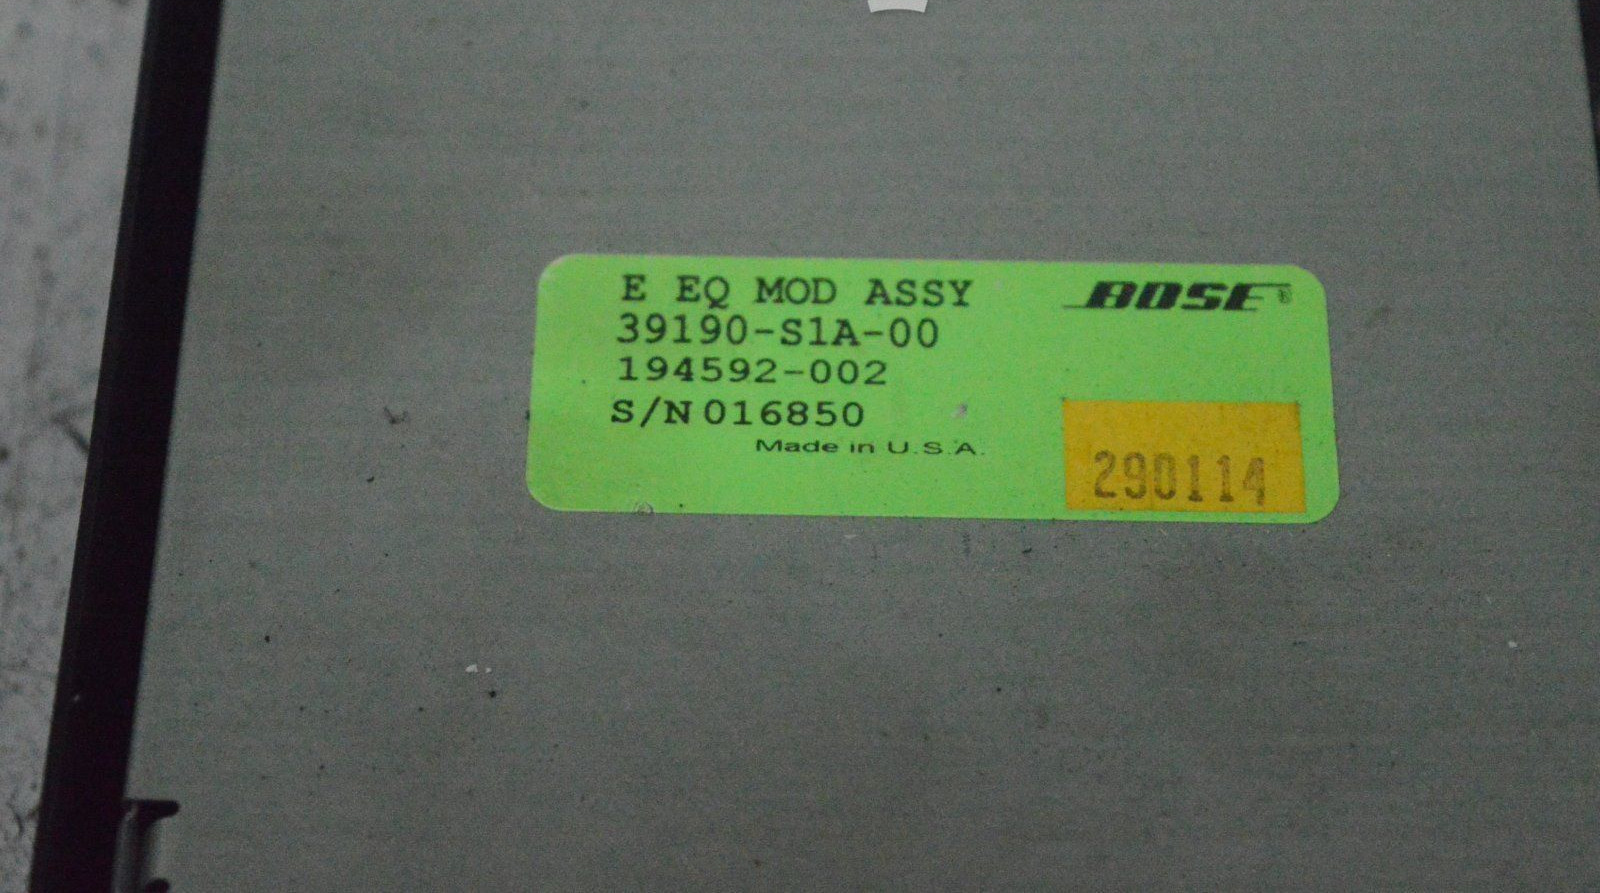 E EQ MOD ASSY
BOSE®
39190-S1A-00
194592-002
S/N 016850
Made in U.S.A.
290114